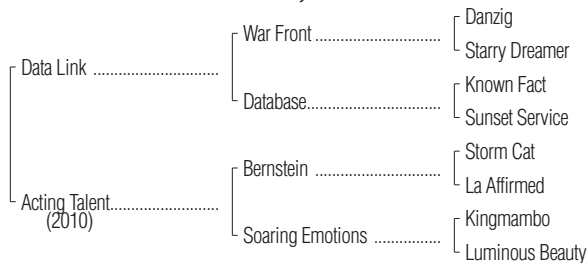 Data Link ................................
War Front ................................
Danzig
Starry Dreamer
Database..................................
Known Fact
Sunset Service
Acting Talent............................
(2010)
Bernstein ................................
Storm Cat
La Affirmed
Soaring Emotions .................
Kingmambo
Luminous Beauty